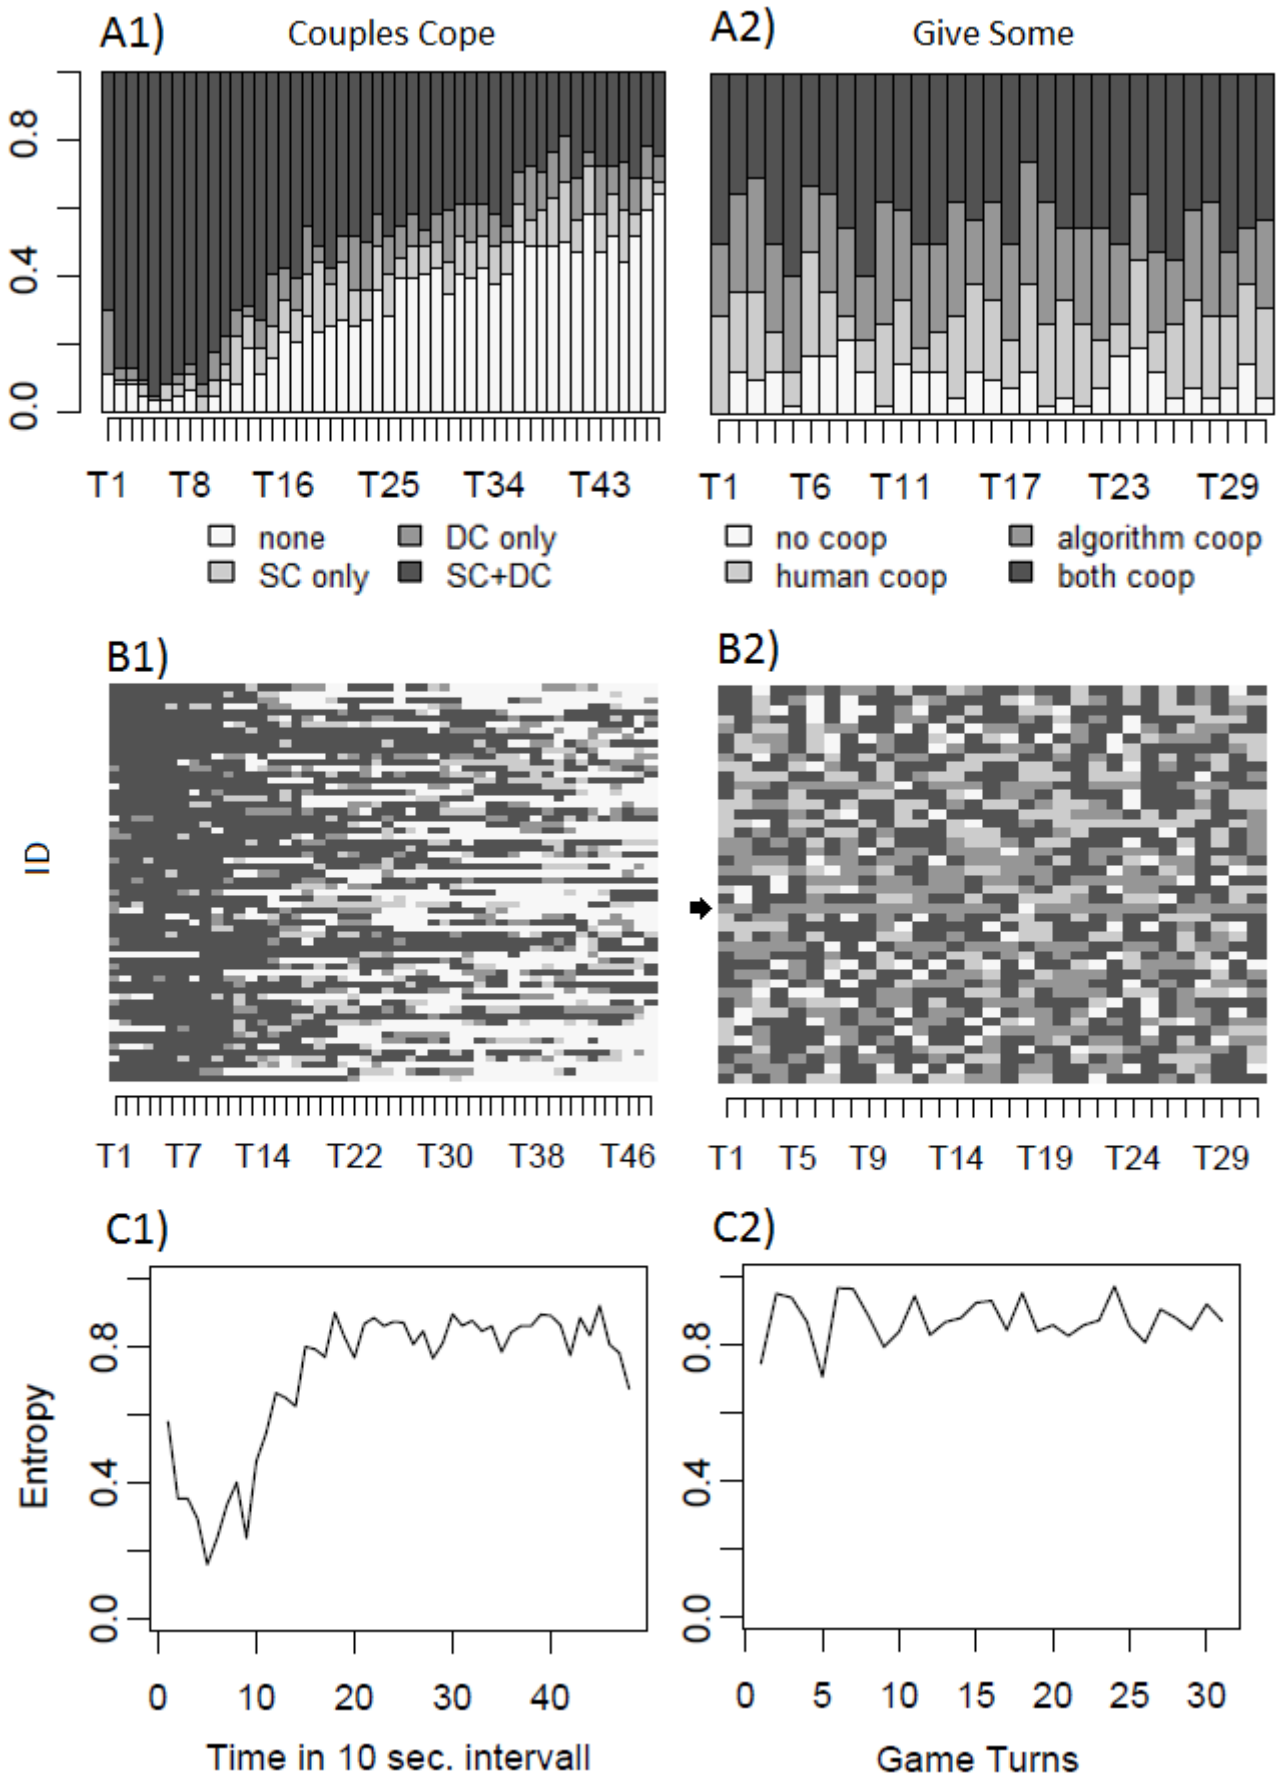 A1) Couples Cope
A2) Give Some
0.8
0.4
0.0
T1 T8 T16 T25 T34 T43
T1 T6 T11 T17 T23 T29
none DC only
SC only SC+DC
no coop algorithm coop
human coop both coop
B1)
B2)
ID
T1 T7 T14 T22 T30 T38 T46
T1 T5 T9 T14 T19 T24 T29
C1)
C2)
Entropy
0.8
0.4
0.0
0.8
0.4
0.0
0 10 20 30 40
0 5 10 15 20 25 30
Time in 10 sec. intervall
Game Turns